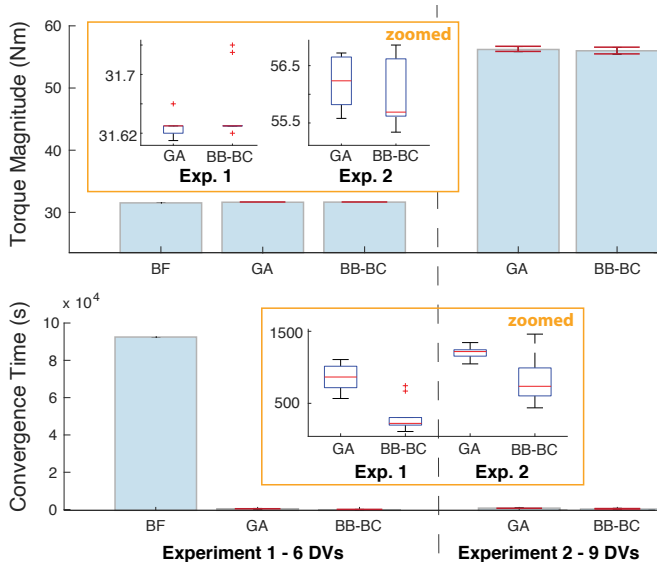 Torque Magnitude (Nm)
60
50
40
30
zoomed
31.7
31.62
GA
BB-BC
Exp. 1
56.5
55.5
GA
BB-BC
Exp. 2
BF
GA
BB-BC
GA
BB-BC
Convergence Time (s)
x 10⁴
10
8
6
4
2
0
zoomed
1500
500
GA
BB-BC
Exp. 1
GA
BB-BC
Exp. 2
BF
GA
BB-BC
GA
BB-BC
Experiment 1 - 6 DVs
Experiment 2 - 9 DVs